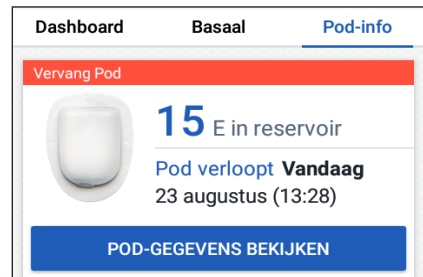 Dashboard Basaal Pod-info
Vervang Pod
15 E in reservoir
Pod verloopt Vandaag
23 augustus (13:28)
POD-GEGEVENS BEKIJKEN